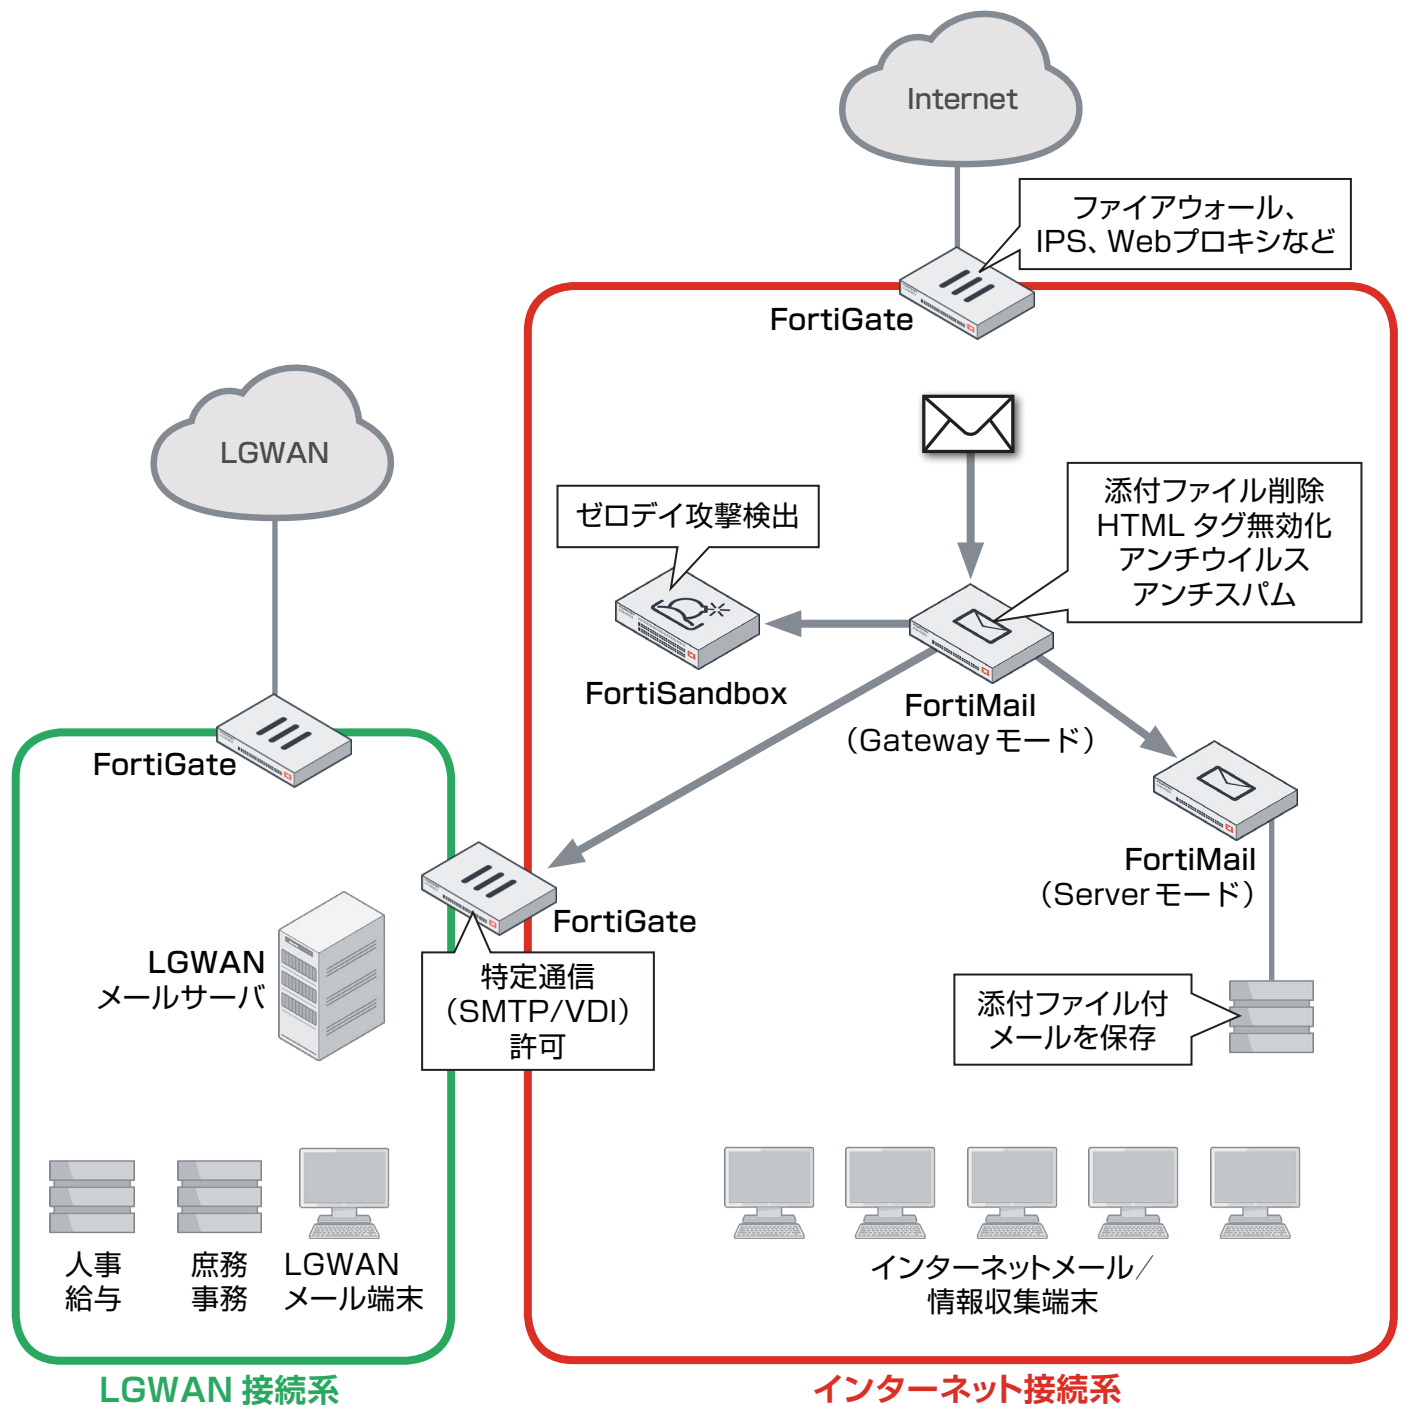 Internet
ファイアウォール、
IPS、Webプロキシなど
FortiGate
LGWAN
ゼロデイ攻撃検出
添付ファイル削除
HTML タグ無効化
アンチウイルス
アンチスパム
FortiSandbox
FortiMail
（Gateway モード）
FortiGate
FortiMail
（Server モード）
FortiGate
LGWAN
メールサーバ
特定通信
（SMTP/VDI）
許可
添付ファイル付
メールを保存
人事
給与
庶務
事務
LGWAN
メール端末
インターネットメール／
情報収集端末
LGWAN 接続系
インターネット接続系